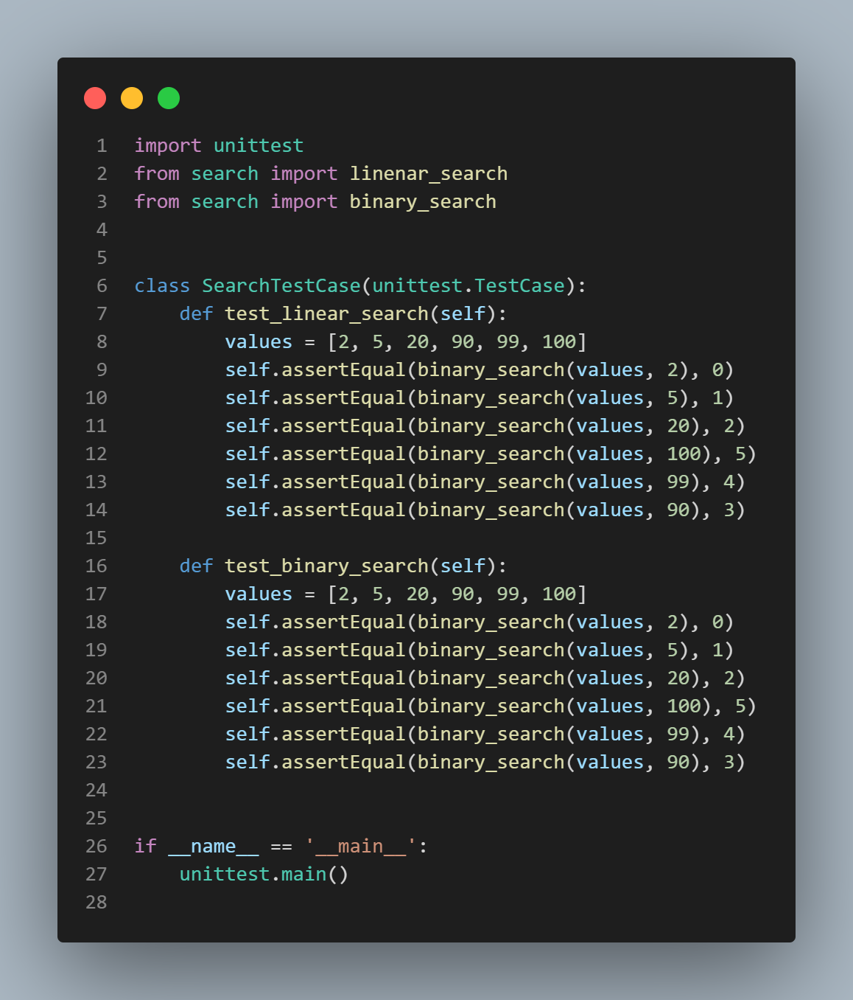 1 import unittest
2 from search import linenar_search
3 from search import binary_search
4
5
6 class SearchTestCase(unittest.TestCase):
7     def test_linear_search(self):
8         values = [2, 5, 20, 90, 99, 100]
9         self.assertEqual(binary_search(values, 2), 0)
10         self.assertEqual(binary_search(values, 5), 1)
11         self.assertEqual(binary_search(values, 20), 2)
12         self.assertEqual(binary_search(values, 100), 5)
13         self.assertEqual(binary_search(values, 99), 4)
14         self.assertEqual(binary_search(values, 90), 3)
15
16     def test_binary_search(self):
17         values = [2, 5, 20, 90, 99, 100]
18         self.assertEqual(binary_search(values, 2), 0)
19         self.assertEqual(binary_search(values, 5), 1)
20         self.assertEqual(binary_search(values, 20), 2)
21         self.assertEqual(binary_search(values, 100), 5)
22         self.assertEqual(binary_search(values, 99), 4)
23         self.assertEqual(binary_search(values, 90), 3)
24
25
26 if __name__ == '__main__':
27     unittest.main()
28